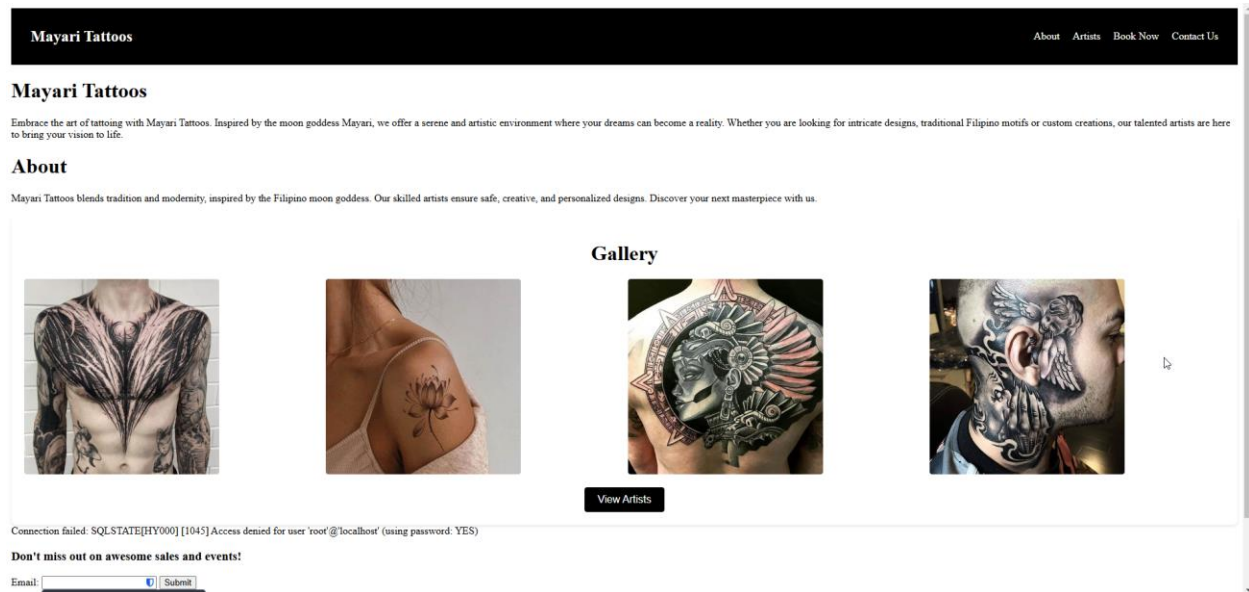 Mayari Tattoos
About Artists Book Now Contact Us
Mayari Tattoos
Embrace the art of tattoing with Mayari Tattoos. Inspired by the moon goddess Mayari, we offer a serene and artistic environment where your dreams can become a reality. Whether you are looking for intricate designs, traditional Filipino motifs or custom creations, our talented artists are here
to bring your vision to life.
About
Mayari Tattoos blends tradition and modernity, inspired by the Filipino moon goddess. Our skilled artists ensure safe, creative, and personalized designs. Discover your next masterpiece with us.
Gallery
View Artists
Connection failed: SQLSTATE[HY000] [1045] Access denied for user 'root'@'localhost' (using password: YES)
Don't miss out on awesome sales and events!
Email: Submit